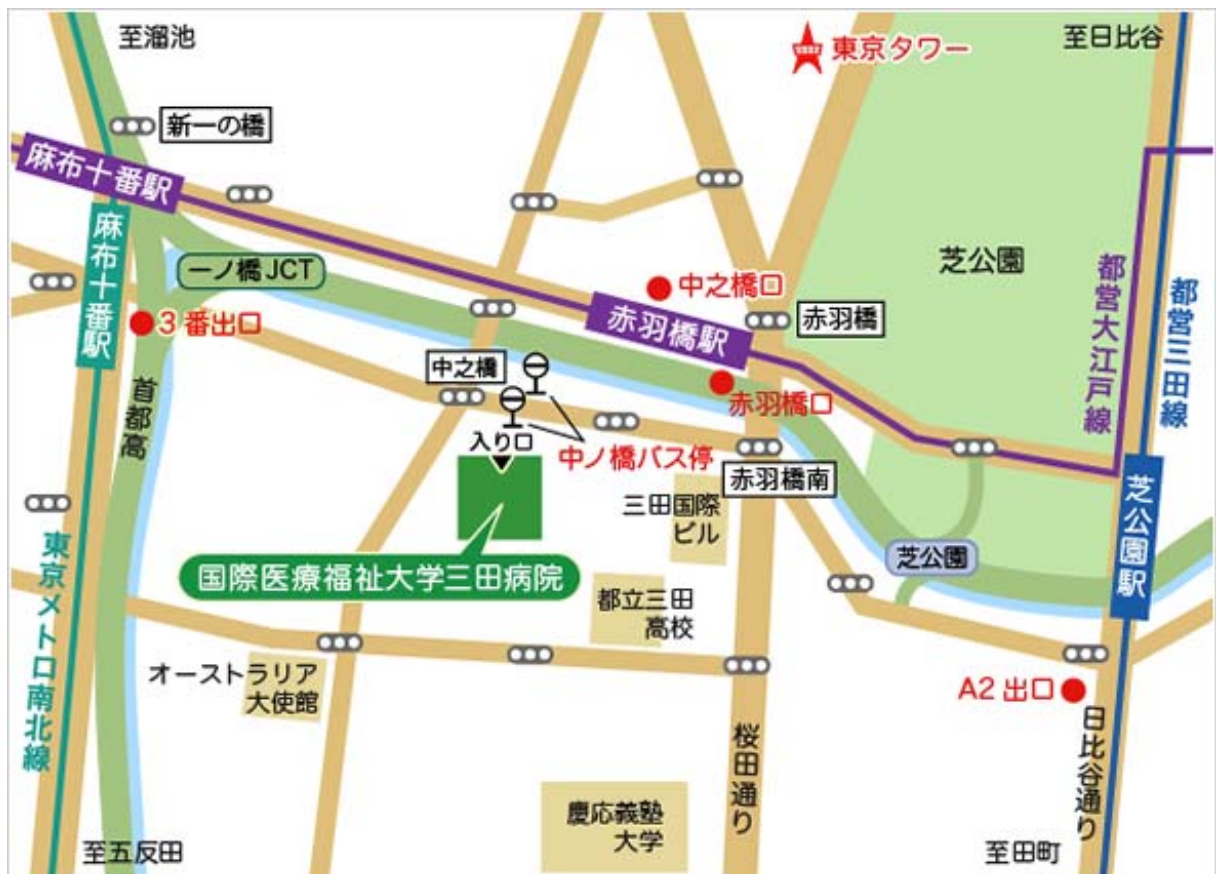 至溜池
東京タワー
至日比谷
新一の橋
麻布十番駅
麻布十番駅
一ノ橋JCT
芝公園
中之橋口
赤羽橋駅
赤羽橋
都営大江戸線
都営三田線
3番出口
中之橋
首都高
赤羽橋口
入り口
中ノ橋バス停
赤羽橋南
三田国際
ビル
芝公園駅
芝公園
国際医療福祉大学三田病院
東京メトロ南北線
都立三田
高校
オーストラリア
大使館
A2出口
桜田通り
日比谷通り
慶応義塾
大学
至五反田
至田町